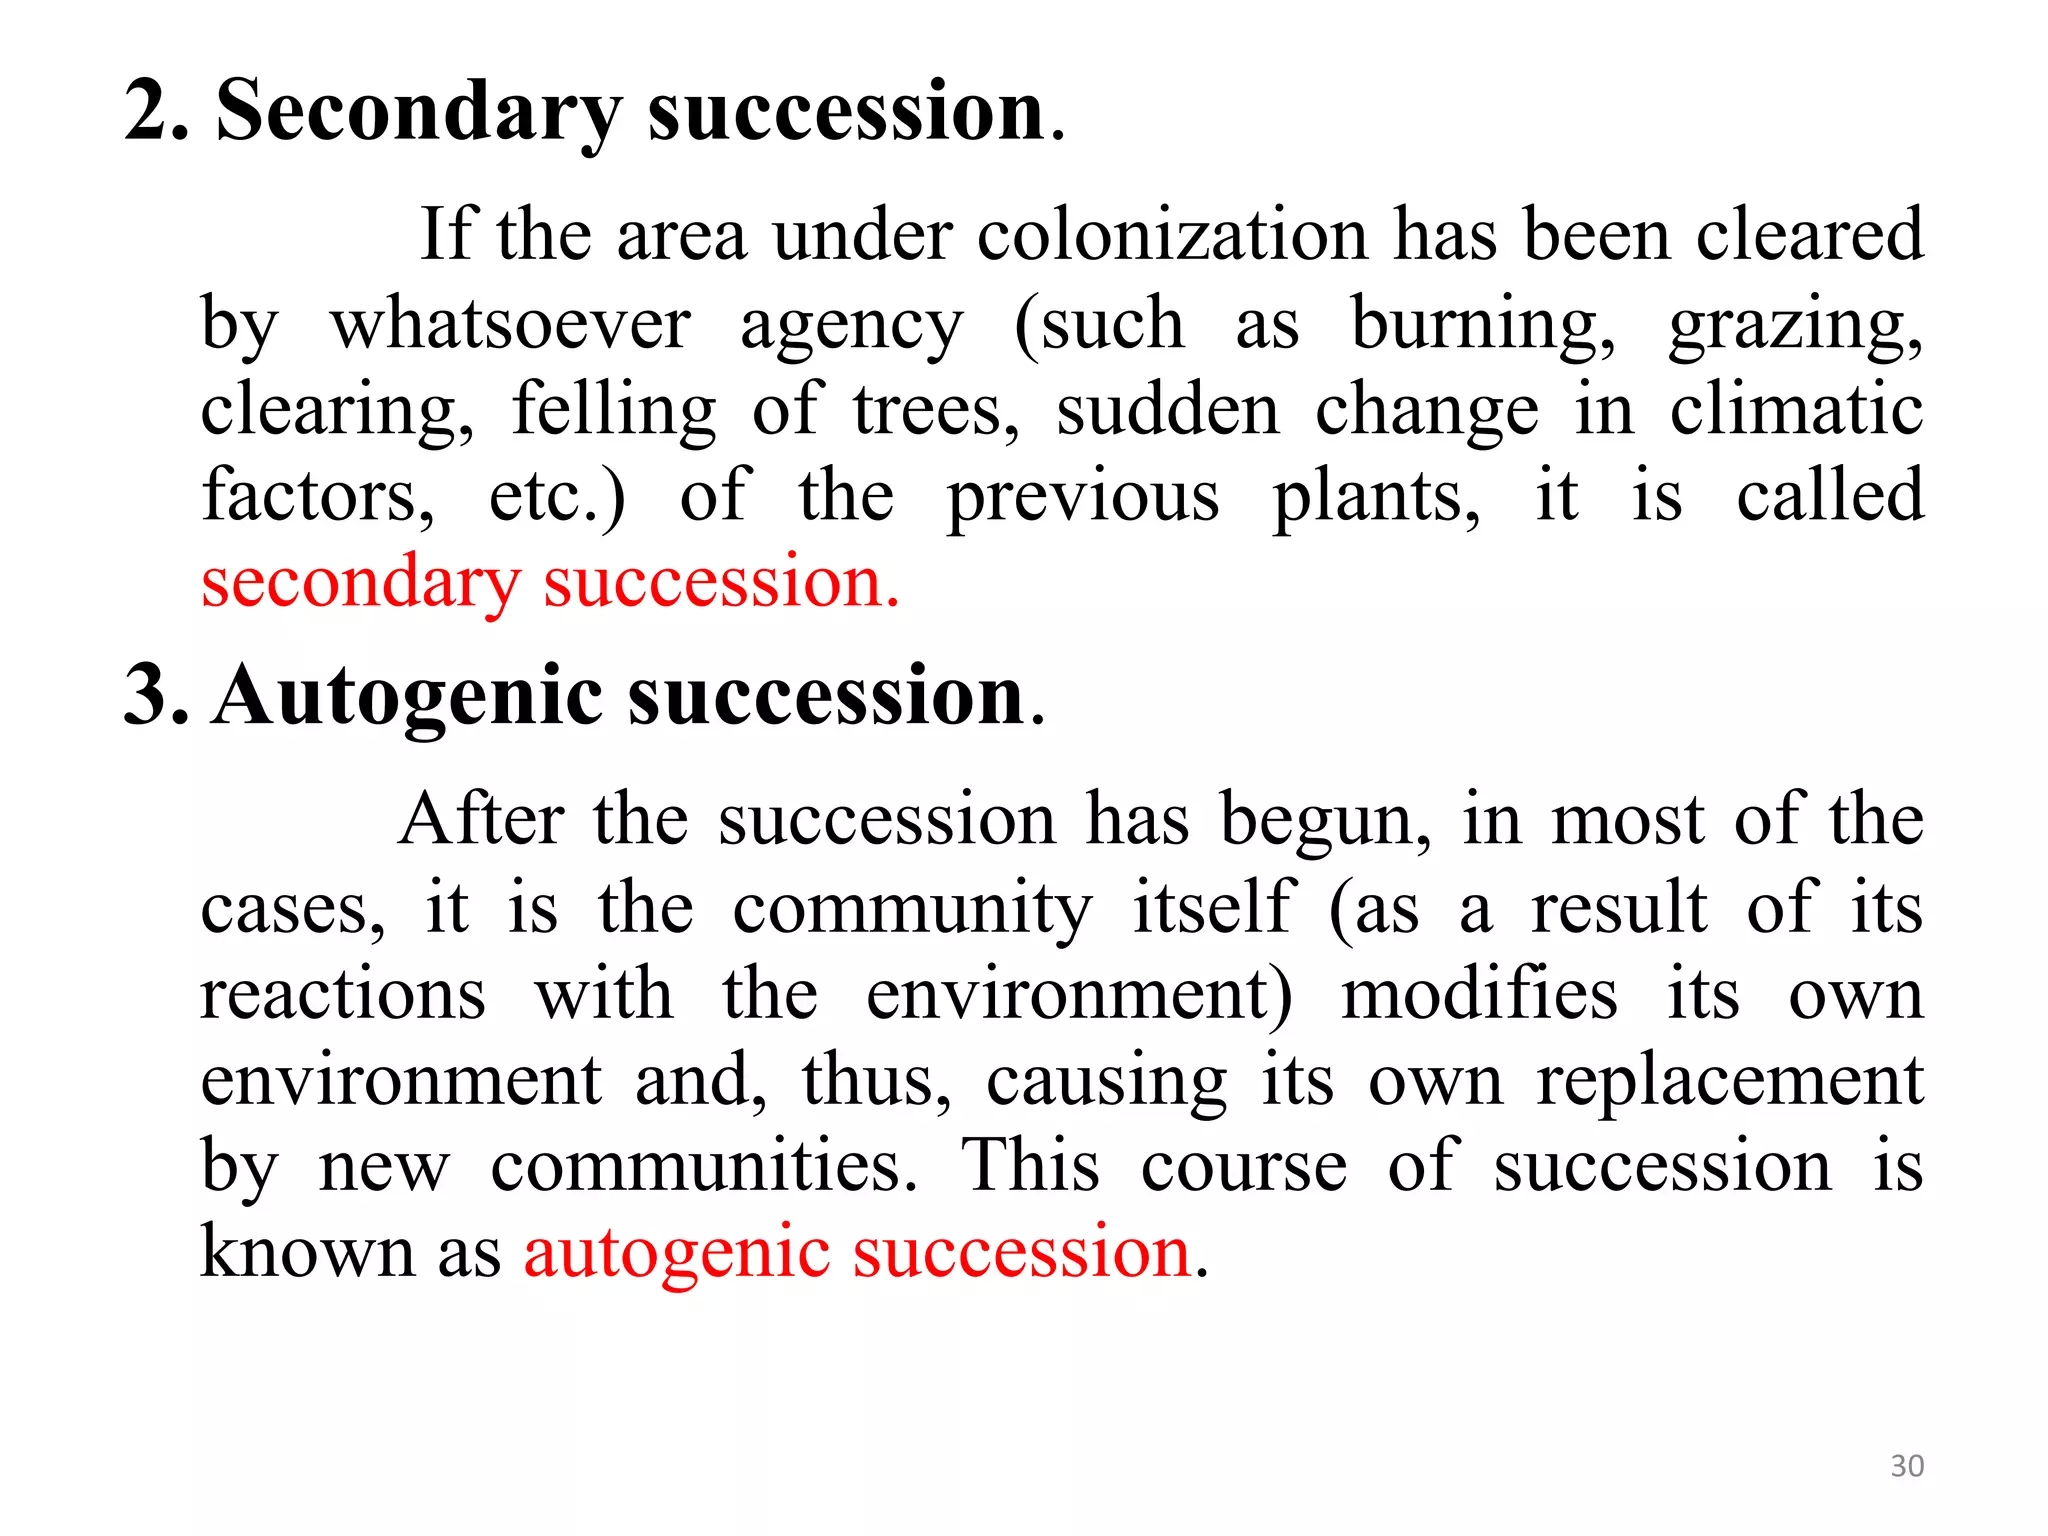 2. Secondary succession.
If the area under colonization has been cleared
by whatsoever agency (such as burning, grazing,
clearing, felling of trees, sudden change in climatic
factors, etc.) of the previous plants, it is called
secondary succession.
3. Autogenic succession.
After the succession has begun, in most of the
cases, it is the community itself (as a result of its
reactions with the environment) modifies its own
environment and, thus, causing its own replacement
by new communities. This course of succession is
known as autogenic succession.
30